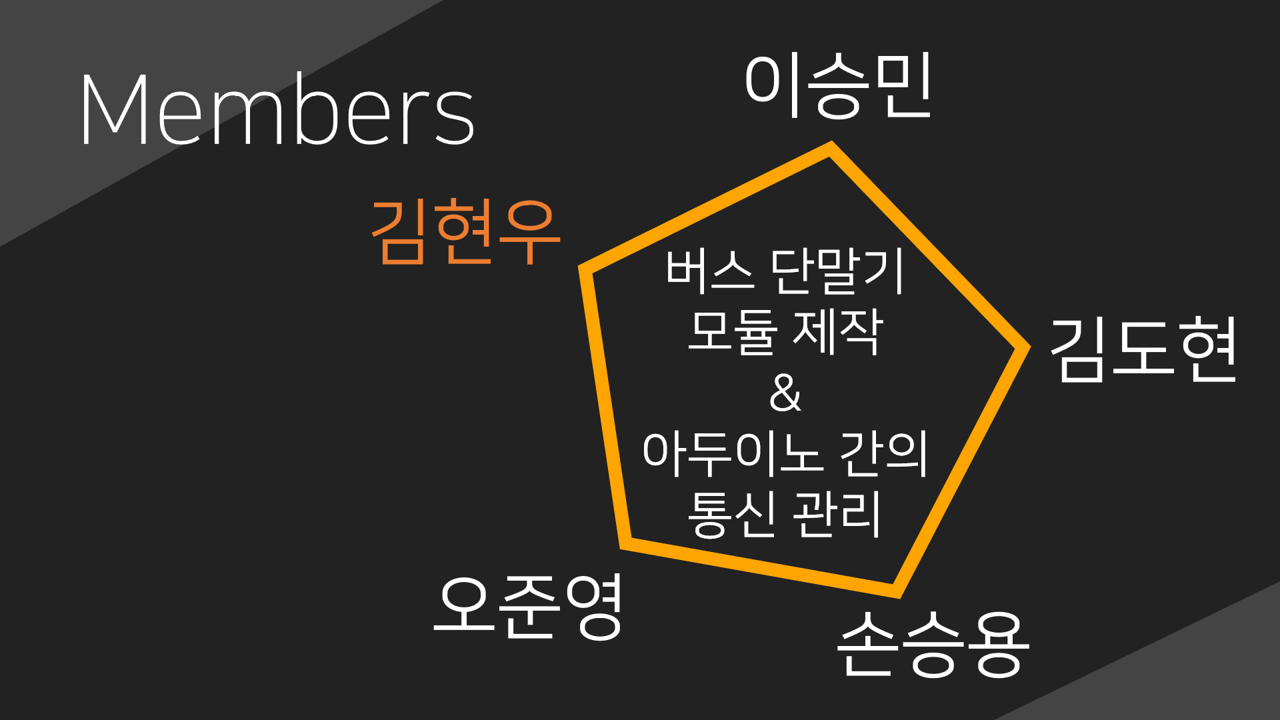 Members
이승민
김현우
버스 단말기
모듈 제작
&
아두이노 간의
통신 관리
김도현
오준영
손승용